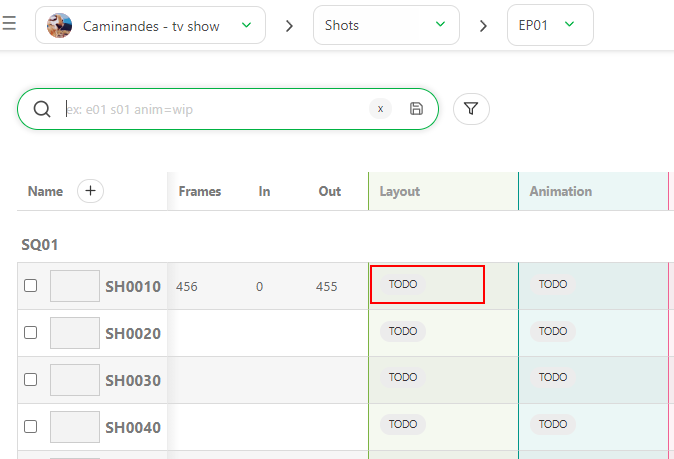 Caminandes - tv show Shots EP01
ex: e01 s01 anim=wip x
Name + Frames In Out Layout Animation
SQ01
SH0010 456 0 455 TODO TODO
SH0020 TODO TODO
SH0030 TODO TODO
SH0040 TODO TODO